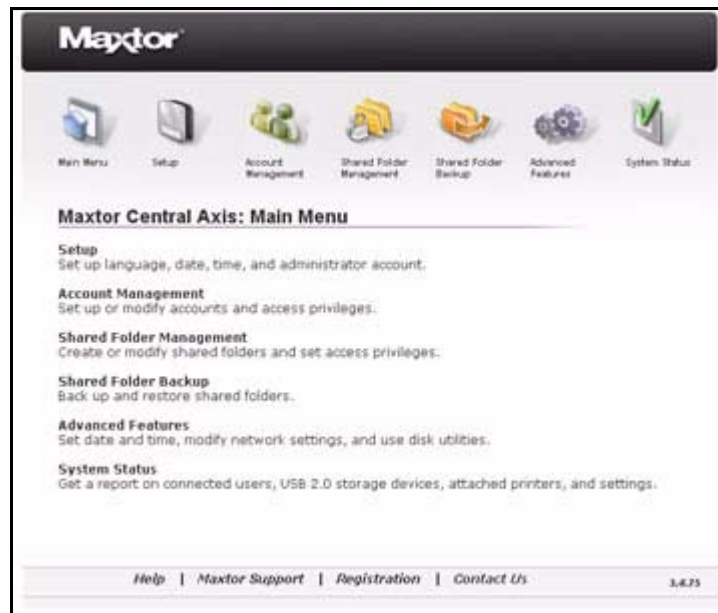 Maxtor
Main Menu
Setup
Account Management
Shared Folder Management
Shared Folder Backup
Advanced Features
System Status
Maxtor Central Axis: Main Menu
Setup
Set up language, date, time, and administrator account.
Account Management
Set up or modify accounts and access privileges.
Shared Folder Management
Create or modify shared folders and set access privileges.
Shared Folder Backup
Back up and restore shared folders.
Advanced Features
Set date and time, modify network settings, and use disk utilities.
System Status
Get a report on connected users, USB 2.0 storage devices, attached printers, and settings.
Help | Maxtor Support | Registration | Contact Us
3.4.73